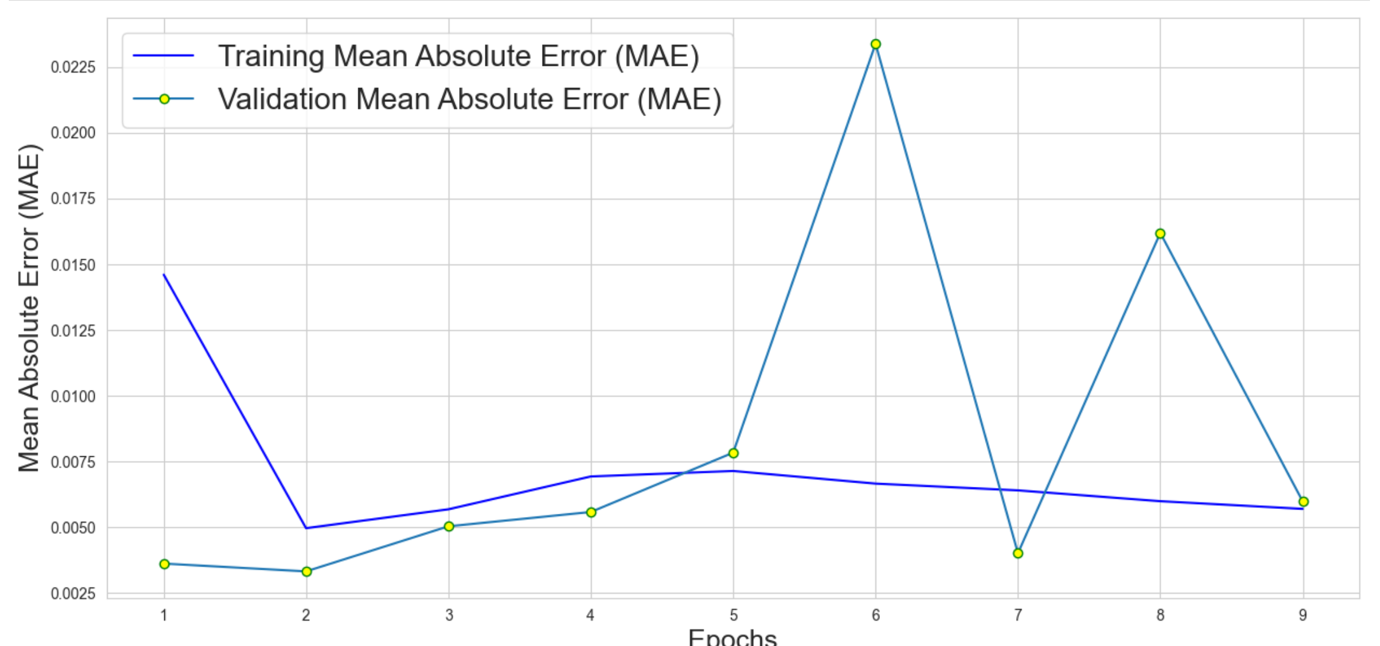 Training Mean Absolute Error (MAE)
Validation Mean Absolute Error (MAE)
Mean Absolute Error (MAE)
0.0225
0.0200
0.0175
0.0150
0.0125
0.0100
0.0075
0.0050
0.0025
1 2 3 4 5 6 7 8 9
Epochs